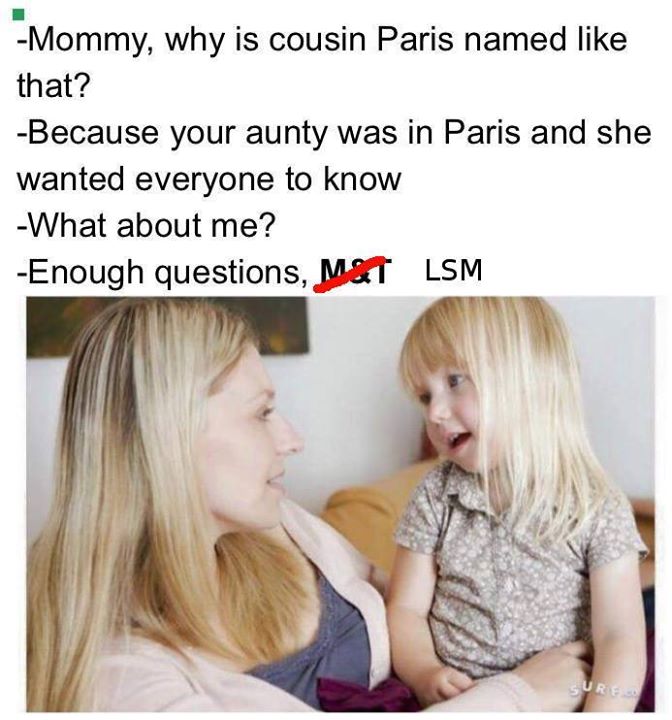 -Mommy, why is cousin Paris named like
that?
-Because your aunty was in Paris and she
wanted everyone to know
-What about me?
-Enough questions, M&T LSM